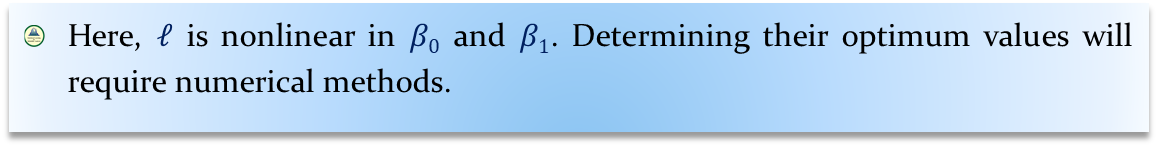 Here, ℓ is nonlinear in β₀ and β₁. Determining their optimum values will
require numerical methods.